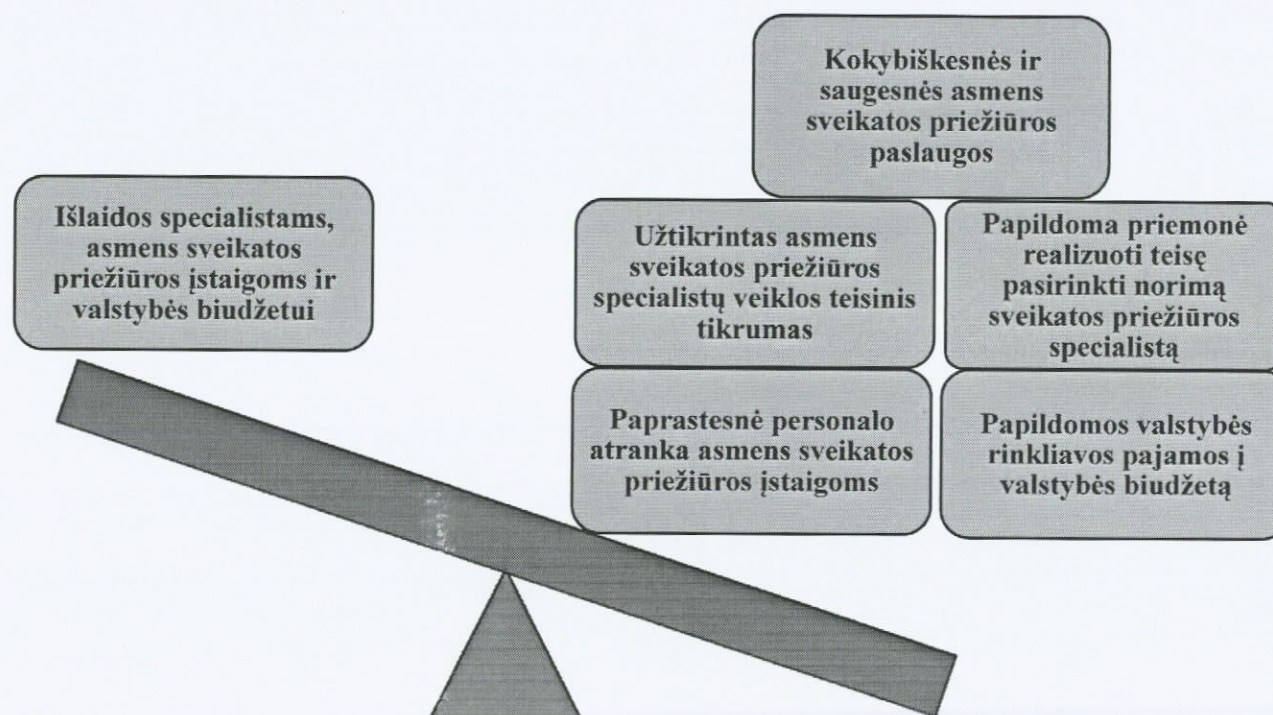 Kokybiškesnės ir
saugesnės asmens
sveikatos priežiūros
paslaugos
Išlaidos specialistams,
asmens sveikatos
priežiūros įstaigoms ir
valstybės biudžetui
Užtikrintas asmens
sveikatos priežiūros
specialistų veiklos teisinis
tikrumas
Papildoma priemonė
realizuoti teisę
pasirinkti norimą
sveikatos priežiūros
specialistą
Paprastesnė personalo
atranka asmens sveikatos
priežiūros įstaigoms
Papildomos valstybės
rinkliavos pajamos į
valstybės biudžetą